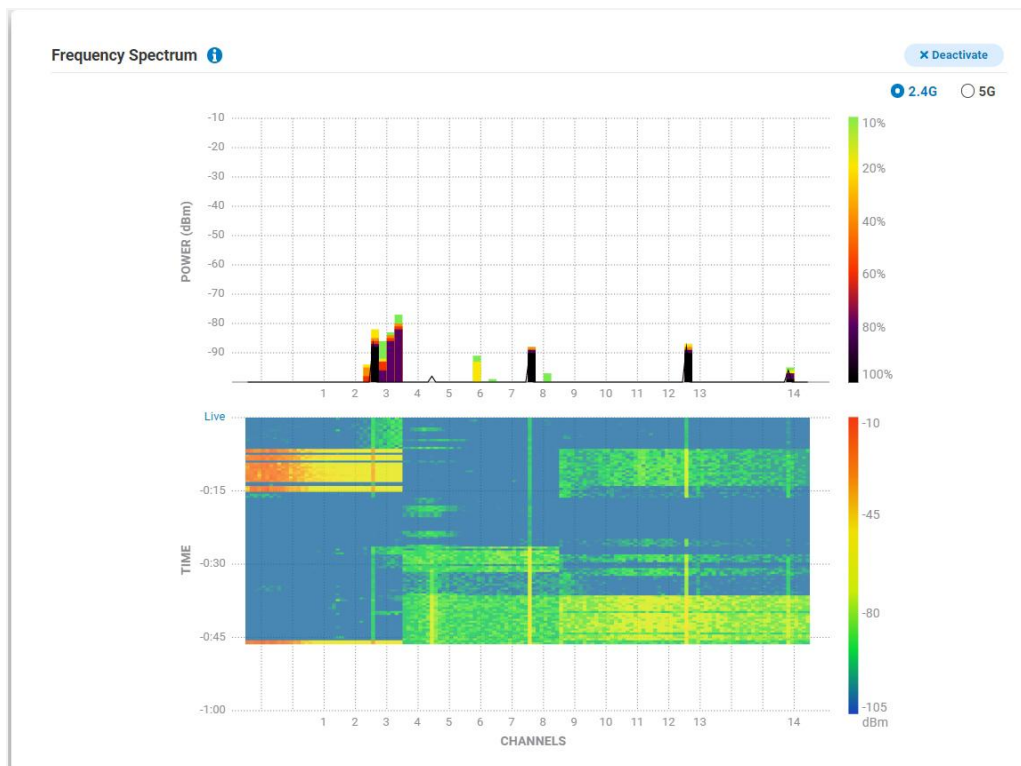 Frequency Spectrum
× Deactivate
2.4G 5G
POWER (dBm)
-10
-20
-30
-40
-50
-60
-70
-80
-90
1 2 3 4 5 6 7 8 9 10 11 12 13 14
10%
20%
40%
60%
80%
100%
TIME
Live
-0:15
-0:30
-0:45
-1:00
1 2 3 4 5 6 7 8 9 10 11 12 13 14
CHANNELS
-10
-45
-80
-105
dBm